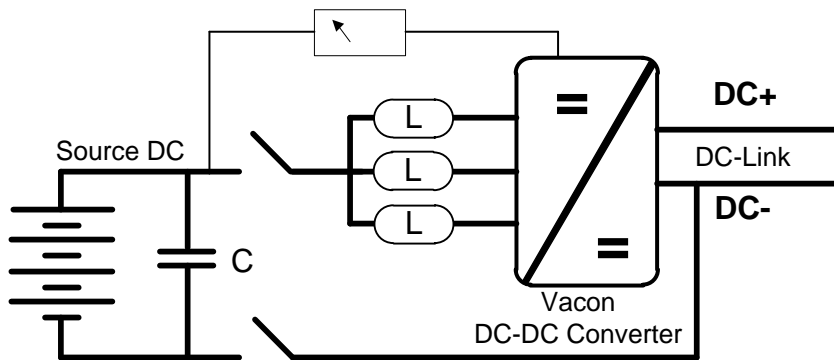 L
DC+
Source DC
L
DC-Link
L
DC-
C
Vacon
DC-DC Converter